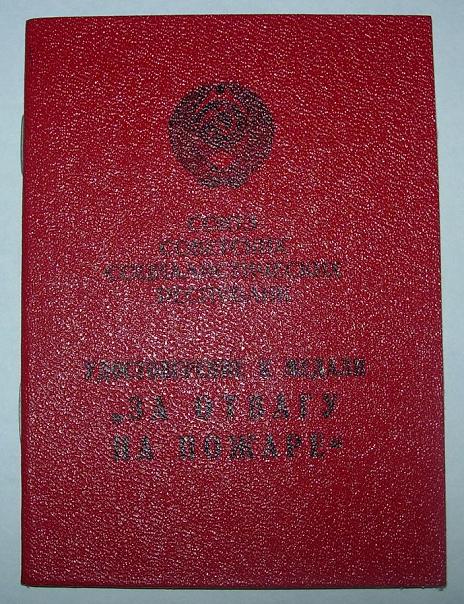 СОЮЗ
СОВЕТСКИХ
СОЦИАЛИСТИЧЕСКИХ
РЕСПУБЛИК
УДОСТОВЕРЕНИЕ К МЕДАЛИ
„ЗА ОТВАГУ
НА ПОЖАРЕ“